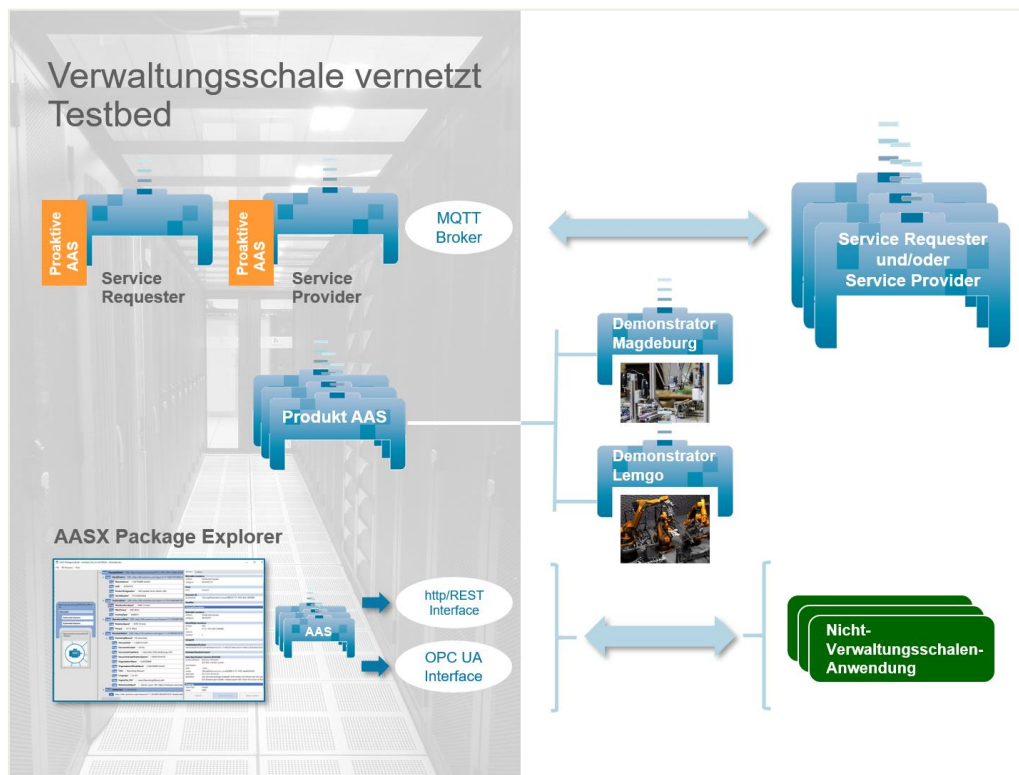 Verwaltungsschale vernetzt
Testbed
Proaktive
AAS
Service
Requester
Proaktive
AAS
Service
Provider
MQTT
Broker
Service Requester
und/oder
Service Provider
Demonstrator
Magdeburg
Produkt AAS
Demonstrator
Lemgo
AASX Package Explorer
AAS
http/REST
Interface
OPC UA
Interface
Nicht-
Verwaltungsschalen-
Anwendung